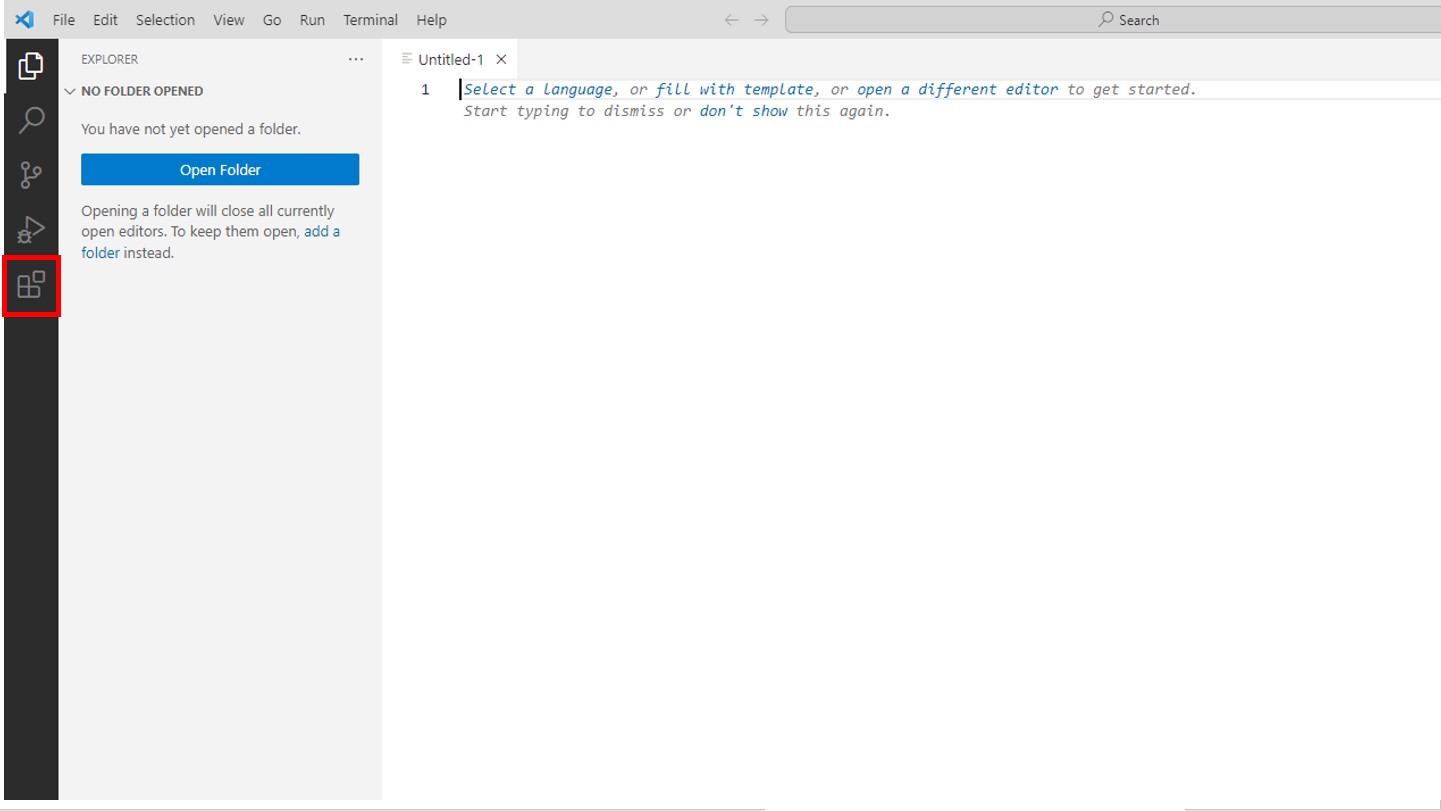 File Edit Selection View Go Run Terminal Help
Search
EXPLORER
NO FOLDER OPENED
You have not yet opened a folder.
Open Folder
Opening a folder will close all currently
open editors. To keep them open, add a
folder instead.
Untitled-1
1
Select a language, or fill with template, or open a different editor to get started.
Start typing to dismiss or don't show this again.